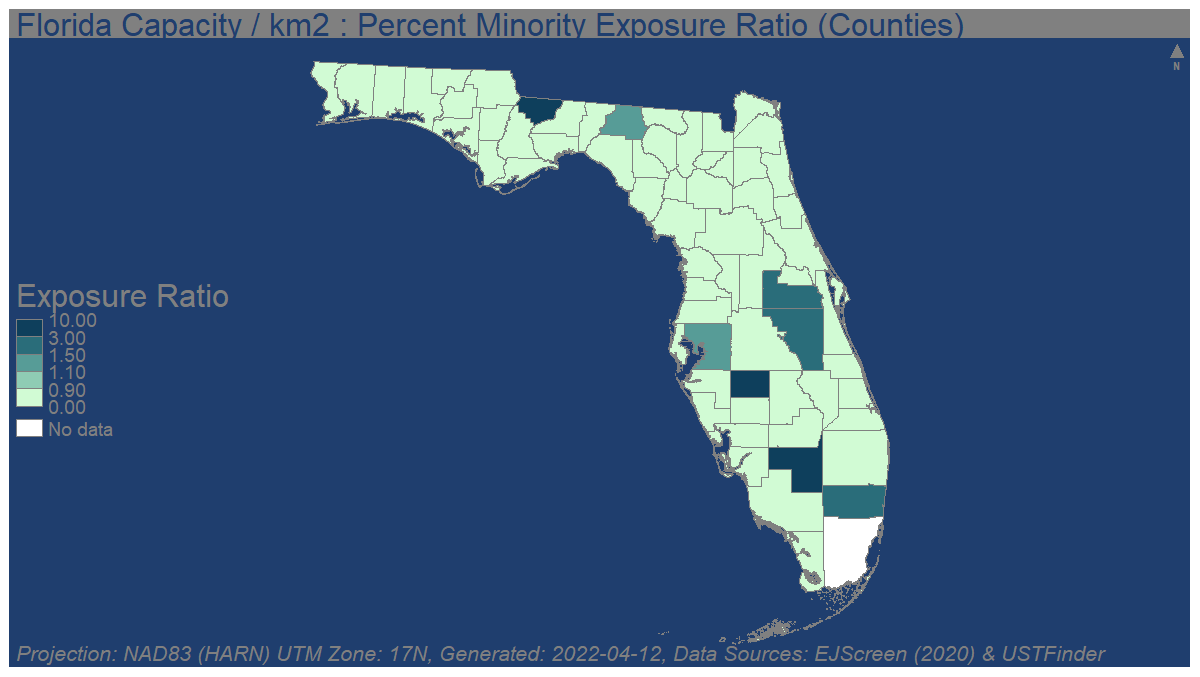 Florida Capacity / km2 : Percent Minority Exposure Ratio (Counties)
N
Exposure Ratio
10.00
3.00
1.50
1.10
0.90
0.00
No data
Projection: NAD83 (HARN) UTM Zone: 17N, Generated: 2022-04-12, Data Sources: EJScreen (2020) & USTFinder